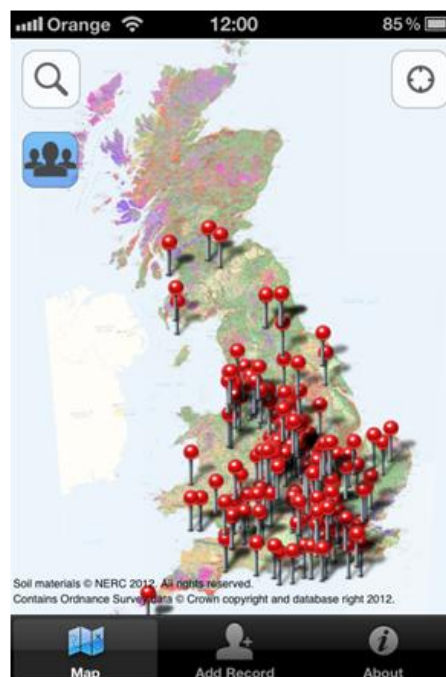 Orange 12:00 85%
Soil materials © NERC 2012. All rights reserved.
Contains Ordnance Survey data © Crown copyright and database right 2012.
Map Add Record About